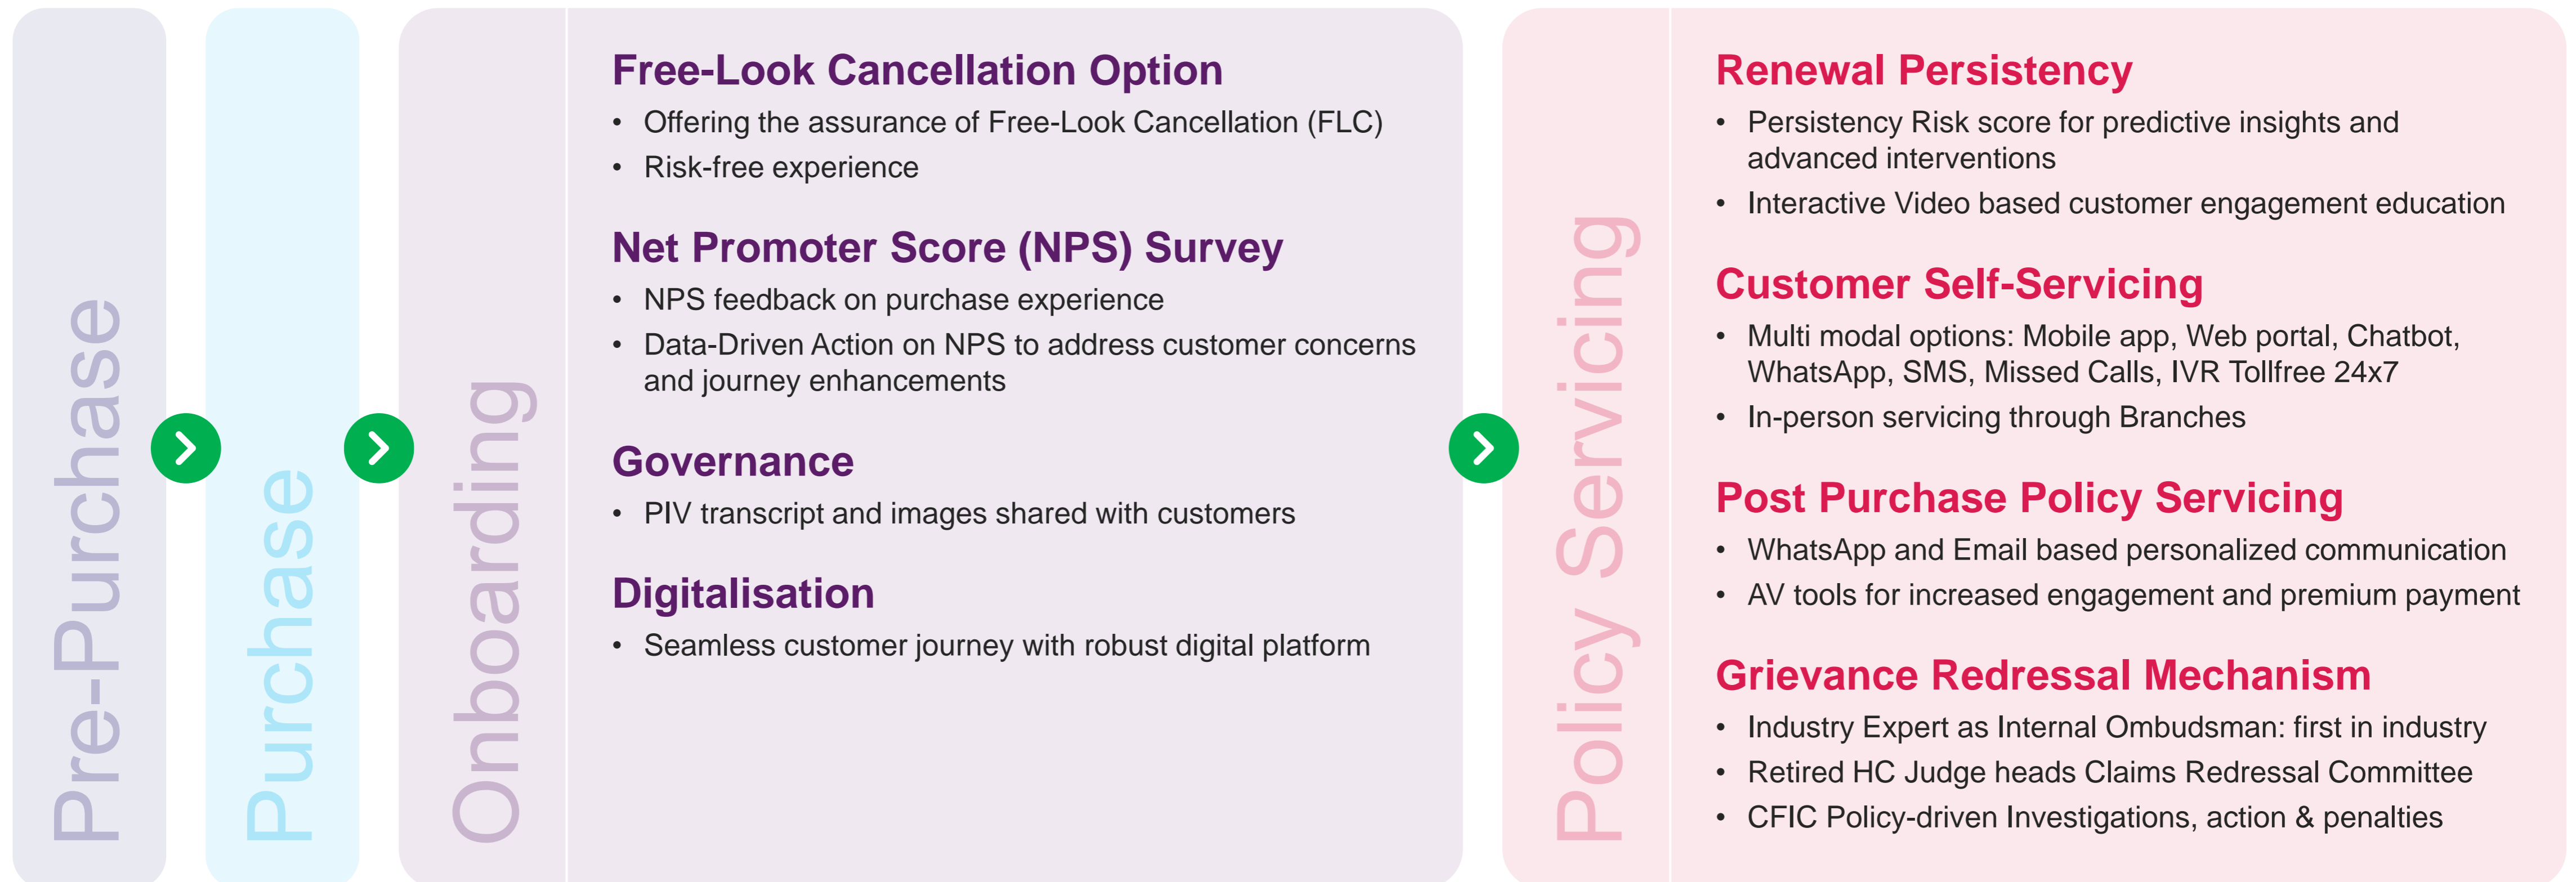 Pre-Purchase
Purchase
Onboarding
Free-Look Cancellation Option
• Offering the assurance of Free-Look Cancellation (FLC)
• Risk-free experience
Net Promoter Score (NPS) Survey
• NPS feedback on purchase experience
• Data-Driven Action on NPS to address customer concerns
and journey enhancements
Governance
• PIV transcript and images shared with customers
Digitalisation
• Seamless customer journey with robust digital platform
Policy Servicing
Renewal Persistency
• Persistency Risk score for predictive insights and
advanced interventions
• Interactive Video based customer engagement education
Customer Self-Servicing
• Multi modal options: Mobile app, Web portal, Chatbot,
WhatsApp, SMS, Missed Calls, IVR Tollfree 24x7
• In-person servicing through Branches
Post Purchase Policy Servicing
• WhatsApp and Email based personalized communication
• AV tools for increased engagement and premium payment
Grievance Redressal Mechanism
• Industry Expert as Internal Ombudsman: first in industry
• Retired HC Judge heads Claims Redressal Committee
• CFIC Policy-driven Investigations, action & penalties